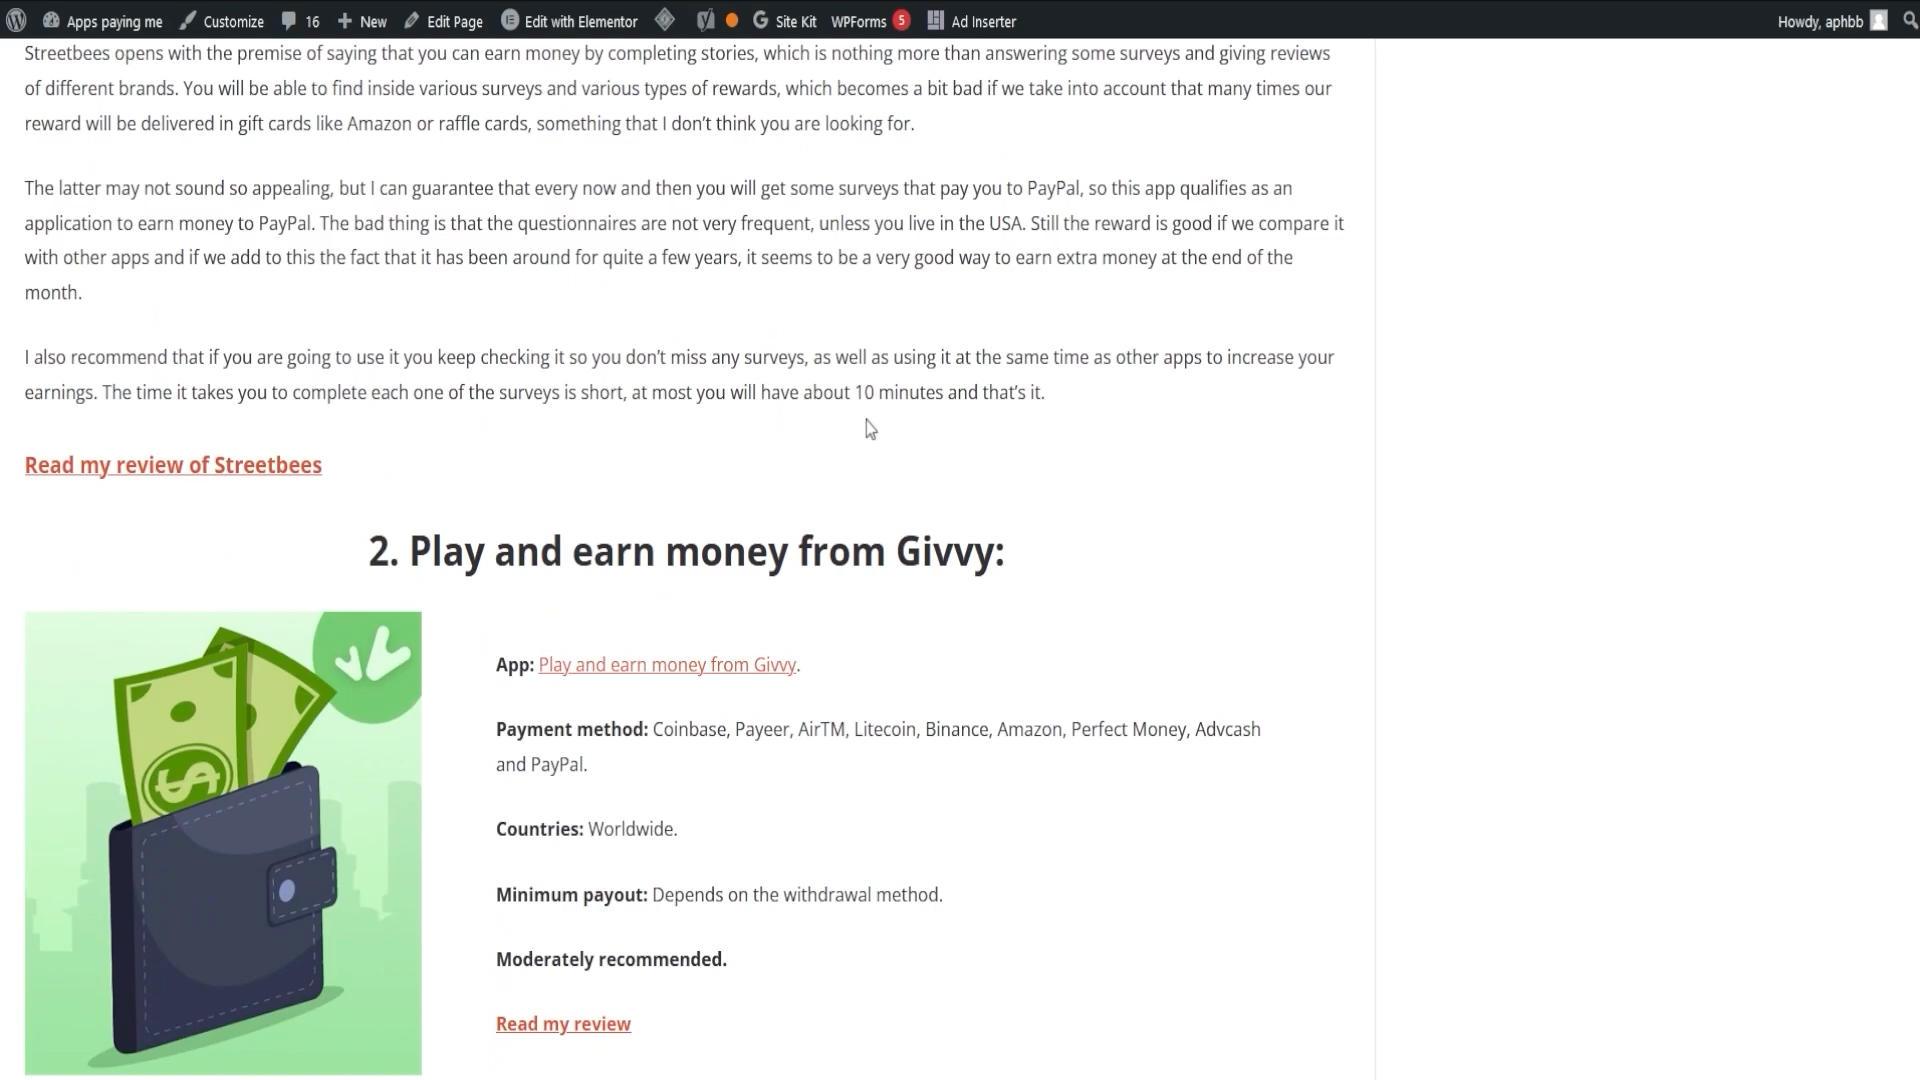 Apps paying me Customize 16 New Edit Page Edit with Elementor Site Kit WPForms 5 Ad Inserter Howdy, aphbb
Streetbees opens with the premise of saying that you can earn money by completing stories, which is nothing more than answering some surveys and giving reviews
of different brands. You will be able to find inside various surveys and various types of rewards, which becomes a bit bad if we take into account that many times our
reward will be delivered in gift cards like Amazon or raffle cards, something that I don’t think you are looking for.
The latter may not sound so appealing, but I can guarantee that every now and then you will get some surveys that pay you to PayPal, so this app qualifies as an
application to earn money to PayPal. The bad thing is that the questionnaires are not very frequent, unless you live in the USA. Still the reward is good if we compare it
with other apps and if we add to this the fact that it has been around for quite a few years, it seems to be a very good way to earn extra money at the end of the
month.
I also recommend that if you are going to use it you keep checking it so you don’t miss any surveys, as well as using it at the same time as other apps to increase your
earnings. The time it takes you to complete each one of the surveys is short, at most you will have about 10 minutes and that’s it.
Read my review of Streetbees
2. Play and earn money from Givvy:
App: Play and earn money from Givvy.
Payment method: Coinbase, Payeer, AirTM, Litecoin, Binance, Amazon, Perfect Money, Advcash
and PayPal.
Countries: Worldwide.
Minimum payout: Depends on the withdrawal method.
Moderately recommended.
Read my review